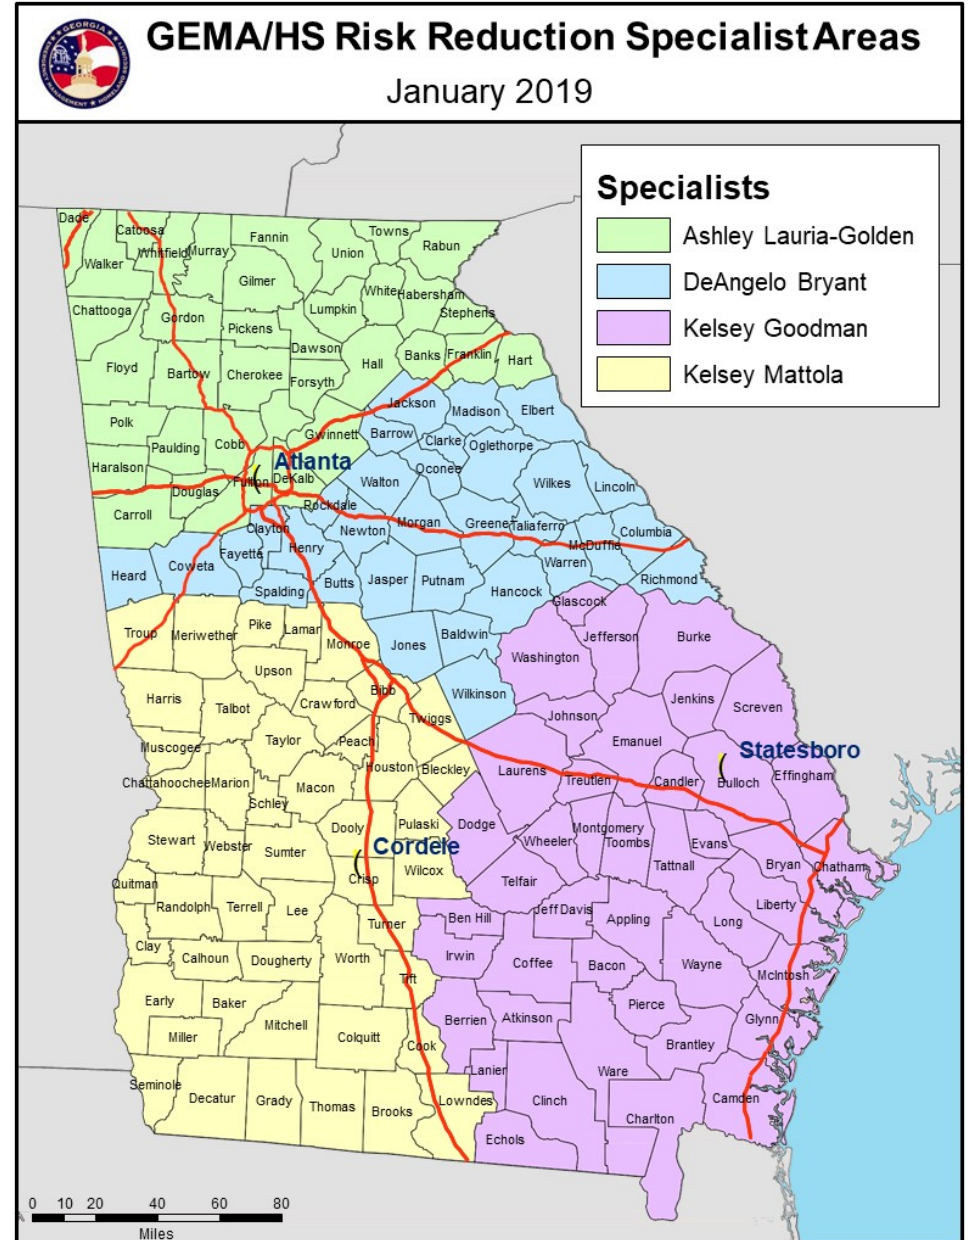 GEMA/HS Risk Reduction Specialist Areas
January 2019
GEORGIA
EMERGENCY MANAGEMENT HOMELAND SECURITY
Specialists
Ashley Lauria-Golden
DeAngelo Bryant
Kelsey Goodman
Kelsey Mattola
Dade
Catoosa
Whitfield
Murray
Fannin
Union
Towns
Rabun
Walker
Gilmer
White
Habersham
Stephens
Chattooga
Gordon
Pickens
Lumpkin
Dawson
Floyd
Bartow
Cherokee
Forsyth
Hall
Banks
Franklin
Hart
Polk
Paulding
Cobb
Gwinnett
Jackson
Madison
Elbert
Barrow
Clarke
Oglethorpe
Haralson
Douglas
Fulton
Atlanta
DeKalb
Oconee
Walton
Wilkes
Lincoln
Carroll
Rockdale
Clayton
Newton
Morgan
Greene
Taliaferro
McDuffie
Columbia
Heard
Coweta
Fayette
Henry
Spalding
Butts
Jasper
Putnam
Hancock
Warren
Richmond
Glascock
Troup
Meriwether
Pike
Lamar
Monroe
Jones
Baldwin
Washington
Jefferson
Burke
Upson
Bibb
Wilkinson
Harris
Talbot
Crawford
Twiggs
Johnson
Jenkins
Screven
Muscogee
Taylor
Peach
Houston
Bleckley
Laurens
Treutlen
Emanuel
Candler
Bulloch
Statesboro
Effingham
Chattahoochee
Marion
Macon
Schley
Dooly
Pulaski
Dodge
Wheeler
Montgomery
Toombs
Evans
Tattnall
Bryan
Chatham
Stewart
Webster
Sumter
Cordele
Crisp
Wilcox
Telfair
Liberty
Quitman
Randolph
Terrell
Lee
Turner
Ben Hill
Jeff Davis
Appling
Long
Clay
Calhoun
Dougherty
Worth
Tift
Irwin
Coffee
Bacon
Wayne
McIntosh
Early
Baker
Mitchell
Miller
Colquitt
Cook
Berrien
Atkinson
Pierce
Brantley
Glynn
Seminole
Decatur
Grady
Thomas
Brooks
Lowndes
Lanier
Clinch
Ware
Charlton
Camden
Echols
0 10 20 40 60 80
Miles